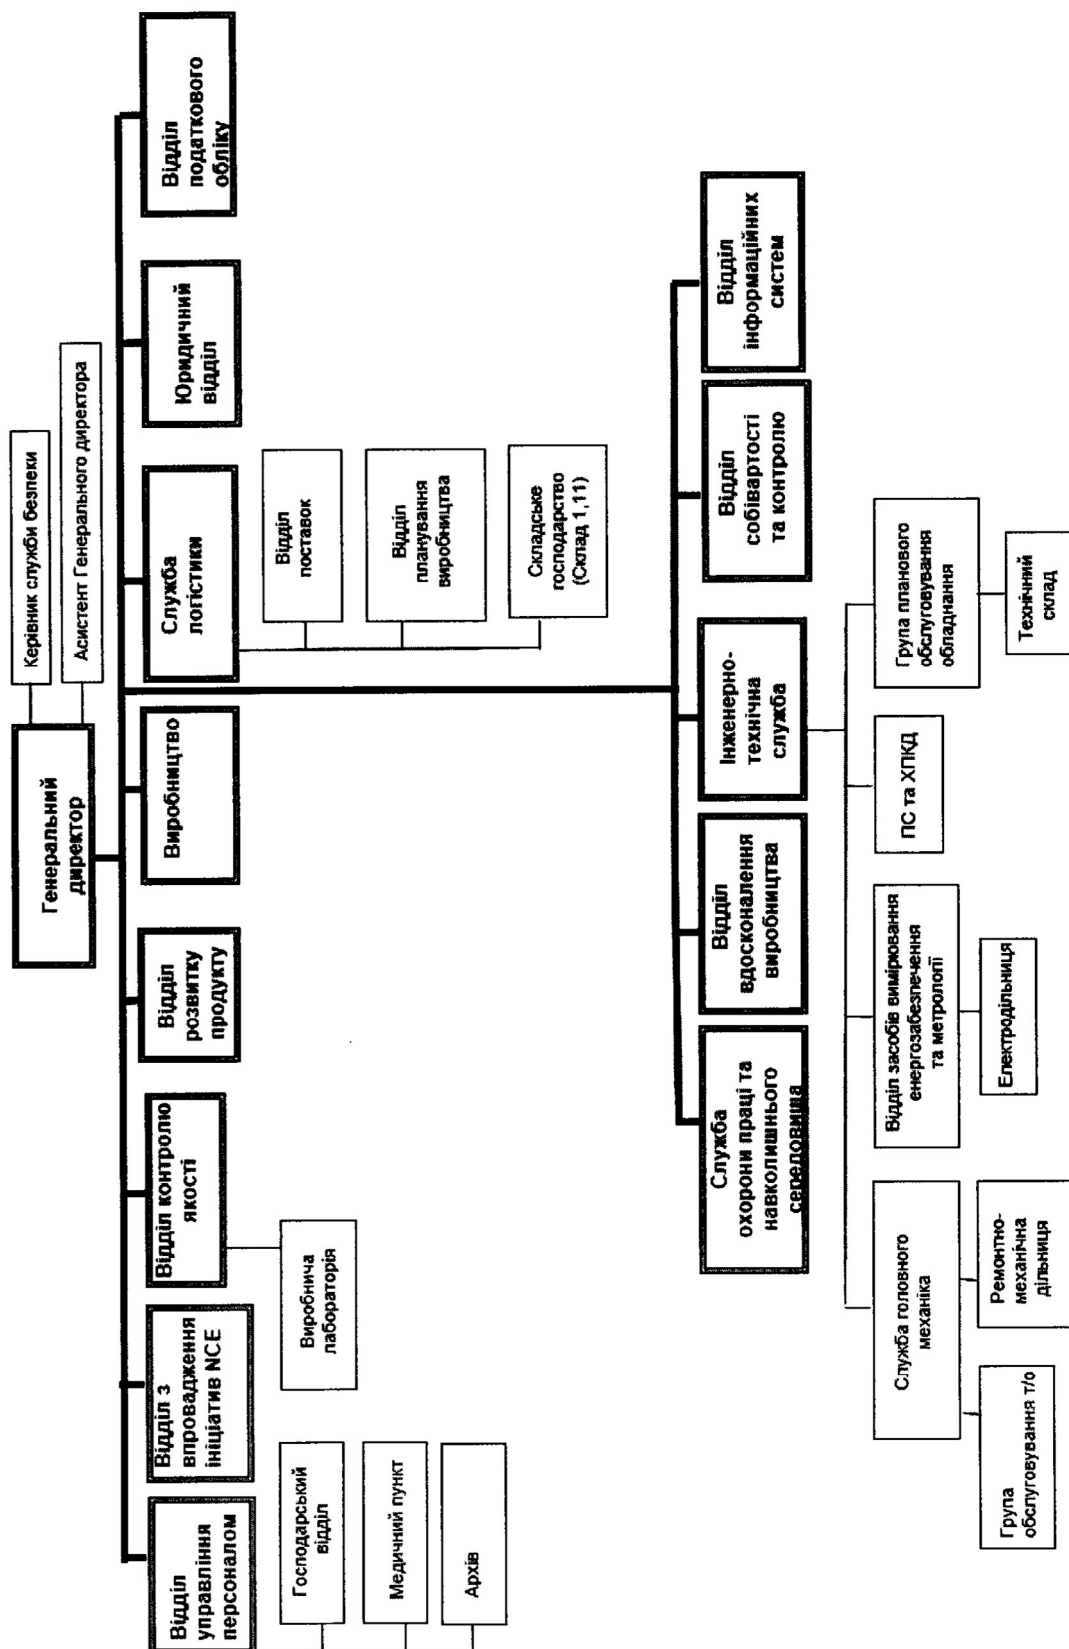 Генеральний
директор
Керівник служби безпеки
Асистент Генерального директора
Відділ
управління
персоналом
Відділ з
впровадження
ініціатив NCE
Відділ контролю
якості
Відділ
розвитку
продукту
Виробництво
Служба
логістики
Юридичний
відділ
Відділ
податкового
обліку
Господарський
відділ
Медичний пункт
Архів
Виробнича
лабораторія
Відділ
поставок
Відділ
планування
виробництва
Складське
господарство
(Склад 1,11)
Служба
охорони праці та
навколишнього
середовища
Відділ
вдосконалення
виробництва
Інженерно-
технічна
служба
Відділ
собівартості
та контролю
Відділ
інформаційних
систем
Служба головного
механіка
Відділ засобів вимірювання
енергозабезпечення
та метрології
ПС та ХПКД
Група планового
обслуговування
обладнання
Група
обслуговування т/о
Ремонтно-
механічна
дільниця
Електродільниця
Технічний
склад